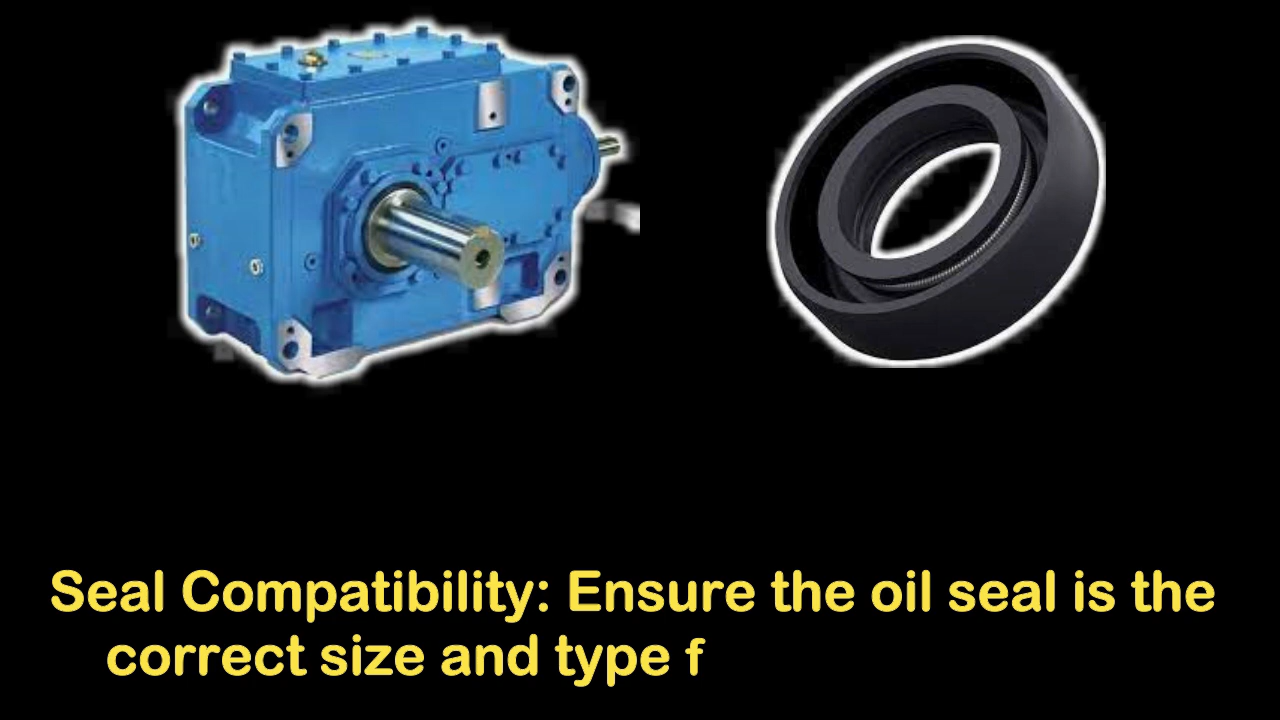 Seal Compatibility: Ensure the oil seal is the
correct size and type f